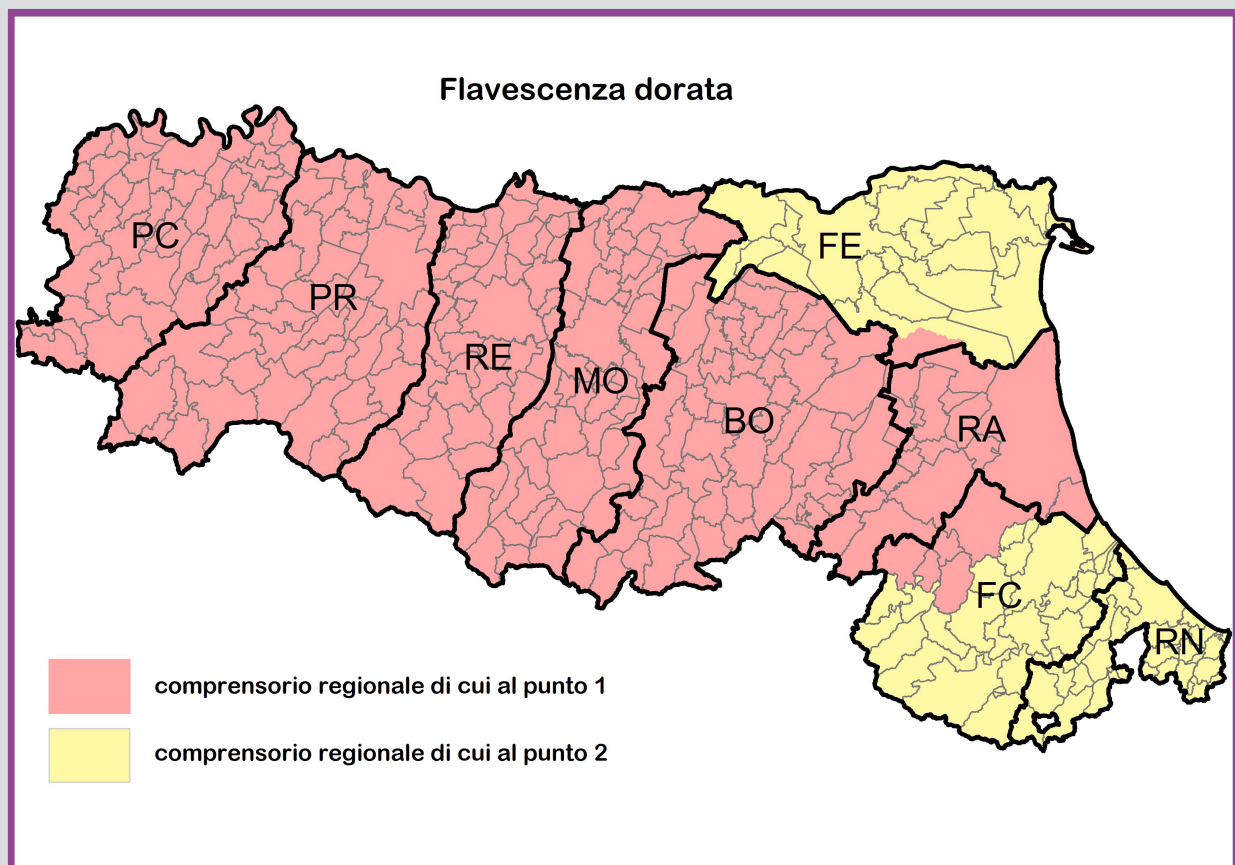 Flavescenza dorata
PC
PR
RE
MO
BO
FE
RA
FC
RN
comprensorio regionale di cui al punto 1
comprensorio regionale di cui al punto 2